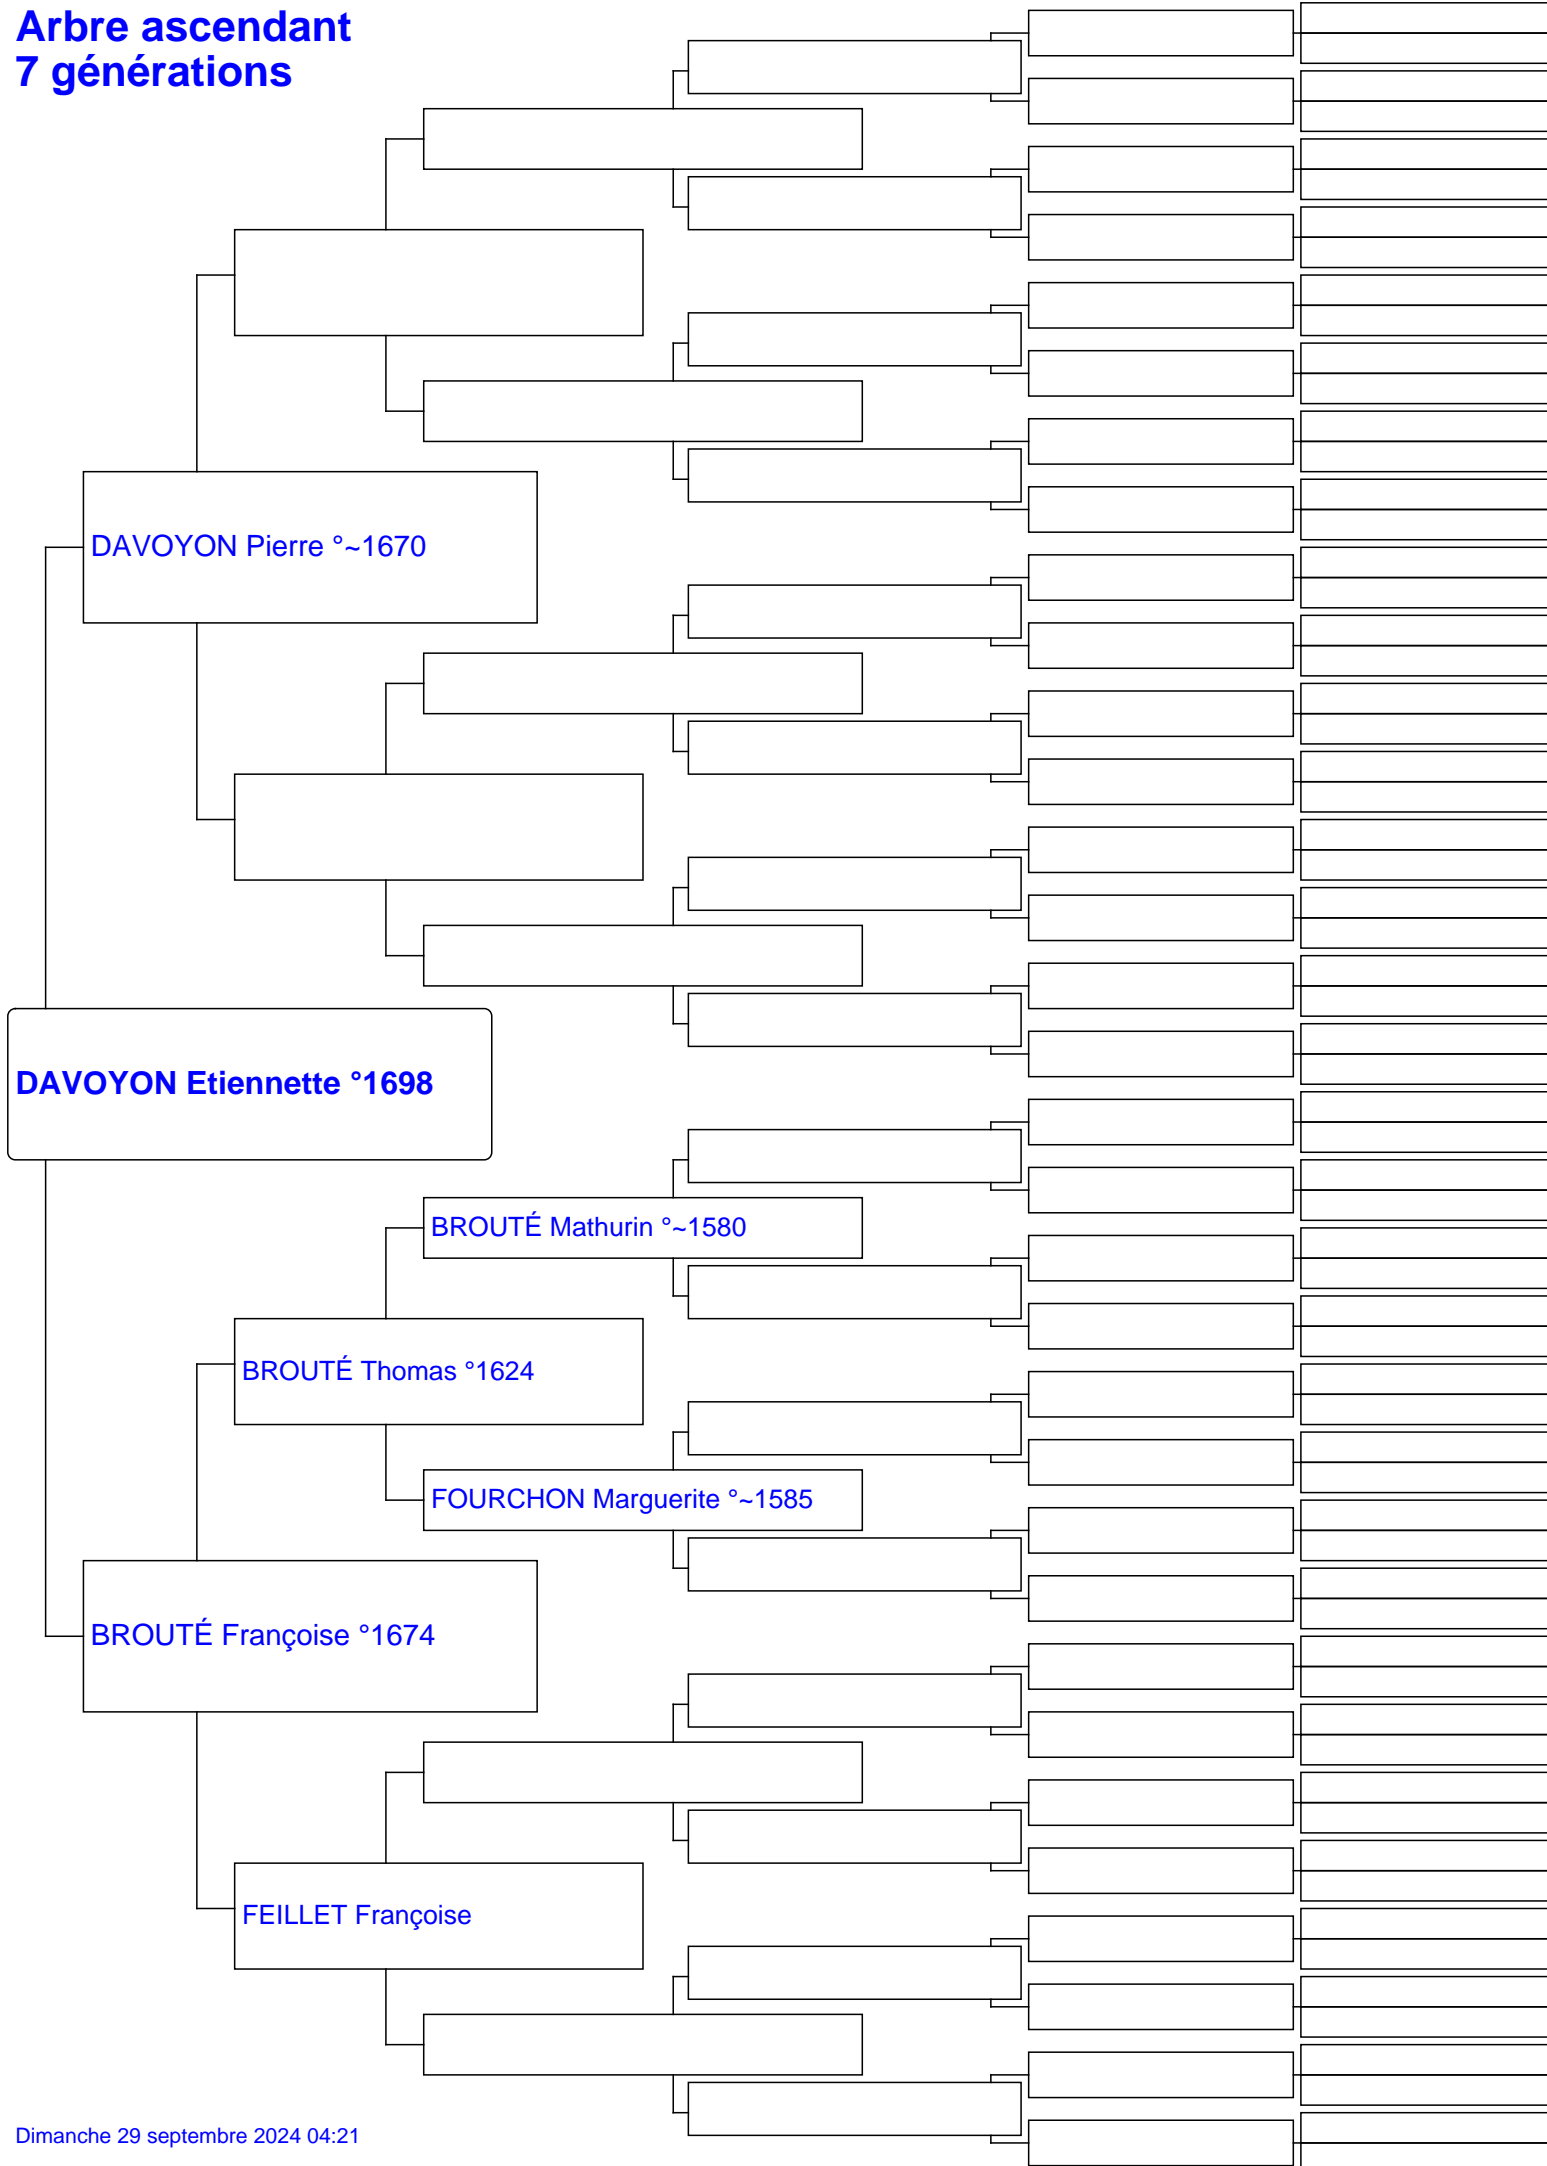 Arbre ascendant
7 générations
DAVOYON Pierre °~1670
DAVOYON Etiennette °1698
BROUTÉ Mathurin °~1580
BROUTÉ Thomas °1624
FOURCHON Marguerite °~1585
BROUTÉ Françoise °1674
FEILLET Françoise
Dimanche 29 septembre 2024 04:21